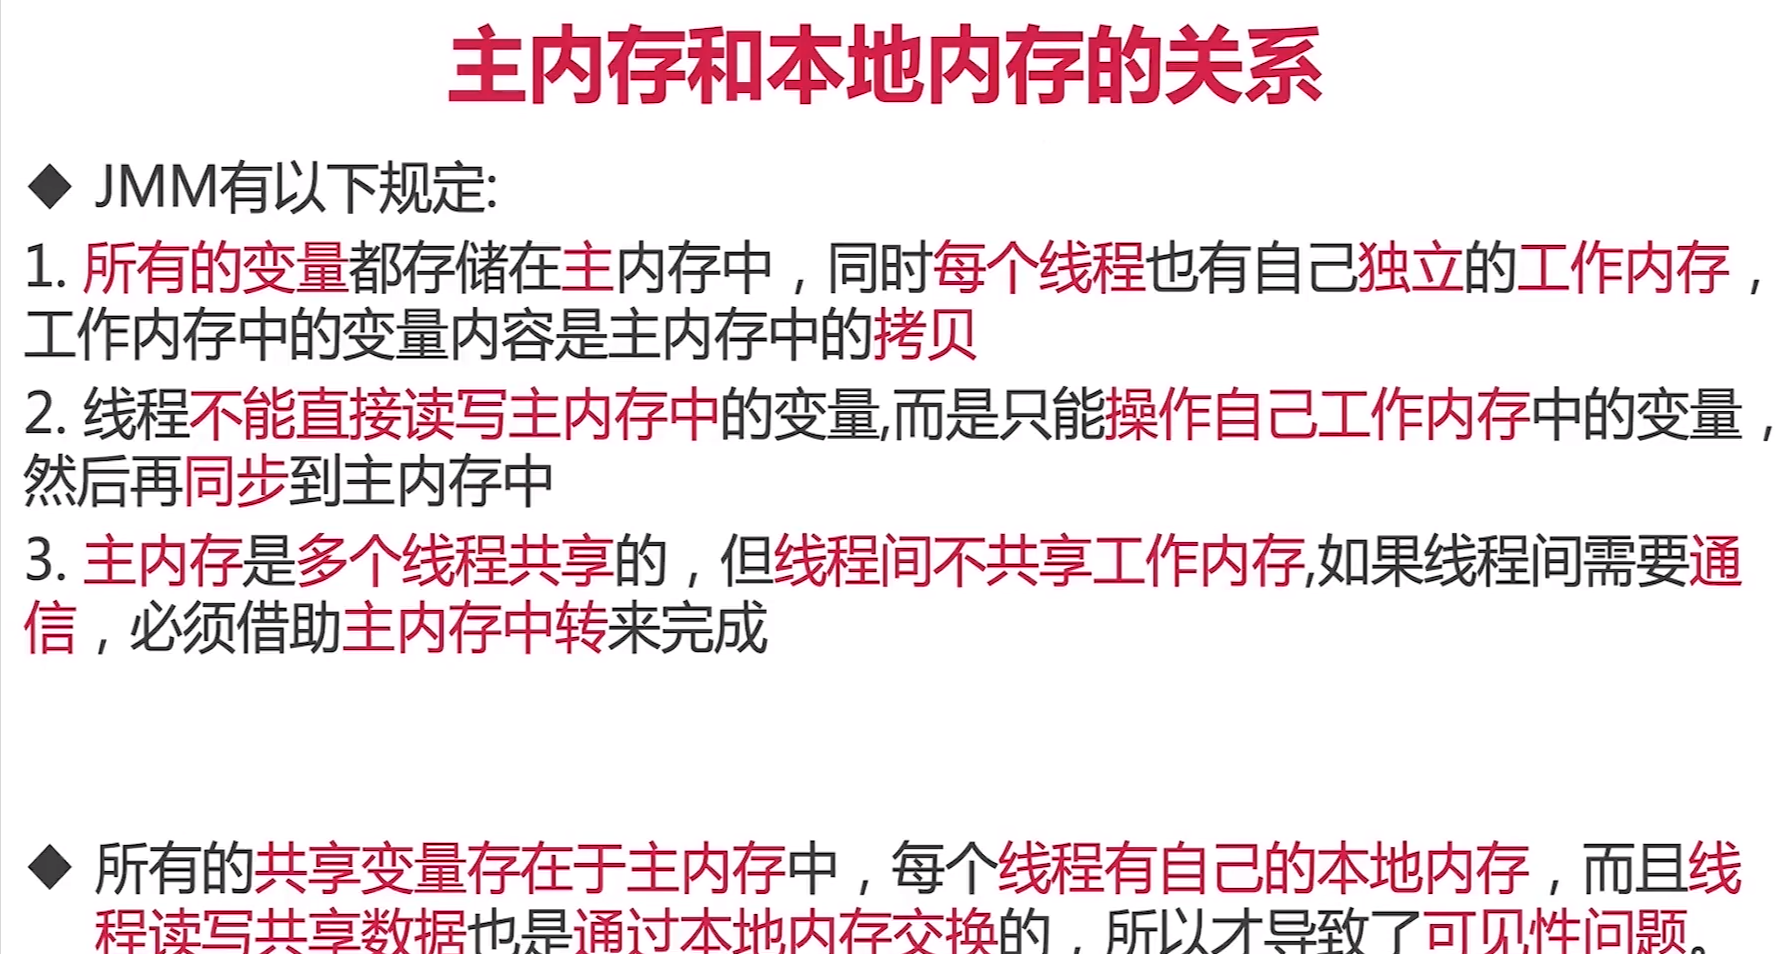 主内存和本地内存的关系
◆ JMM有以下规定:
1. 所有的变量都存储在主内存中，同时每个线程也有自己独立的工作内存，
工作内存中的变量内容是主内存中的拷贝
2. 线程不能直接读写主内存中的变量,而是只能操作自己工作内存中的变量，
然后再同步到主内存中
3. 主内存是多个线程共享的，但线程间不共享工作内存,如果线程间需要通
信，必须借助主内存中转来完成
◆ 所有的共享变量存在于主内存中，每个线程有自己的本地内存，而且线
程读写共享数据也是通过本地内存交换的，所以才导致了可见性问题。